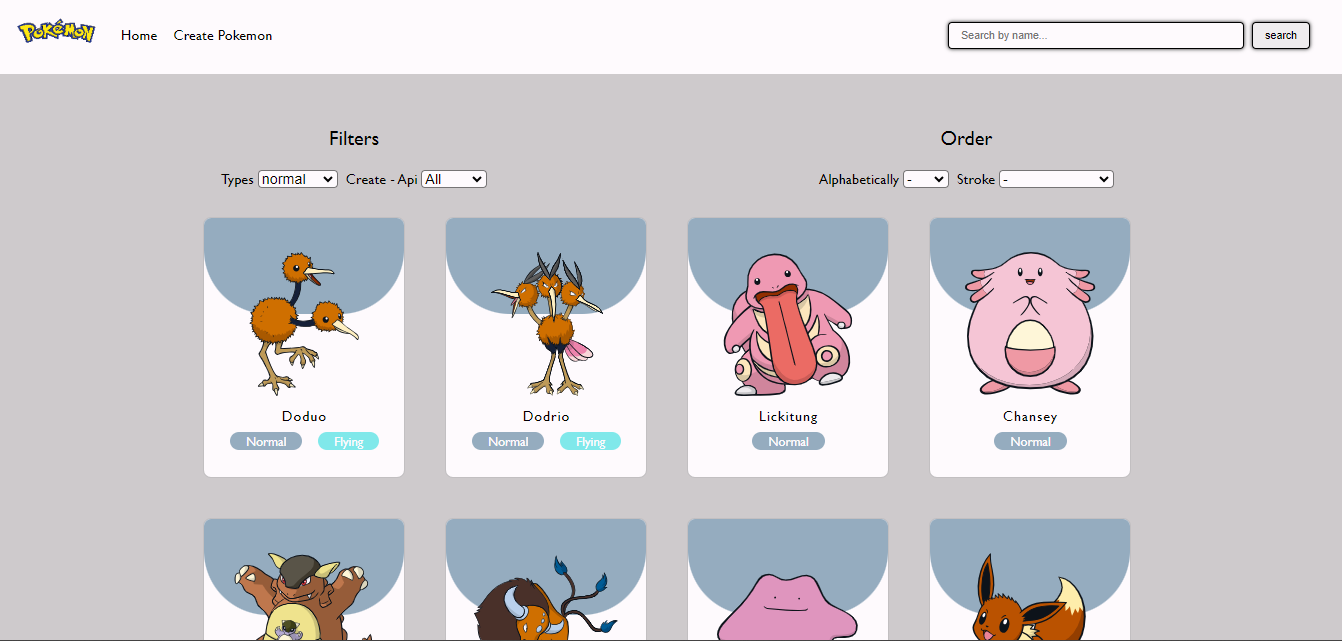 Pokémon Home Create Pokemon Search by name... search
Filters Order
Types normal Create - Api All Alphabetically - Stroke -
Doduo Dodrio Lickitung Chansey
Normal Flying Normal Flying Normal Normal